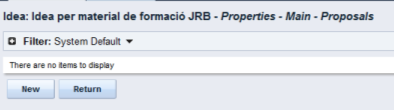 Idea: Idea per material de formació JRB - Properties - Main - Proposals
Filter: System Default
There are no items to display
New Return